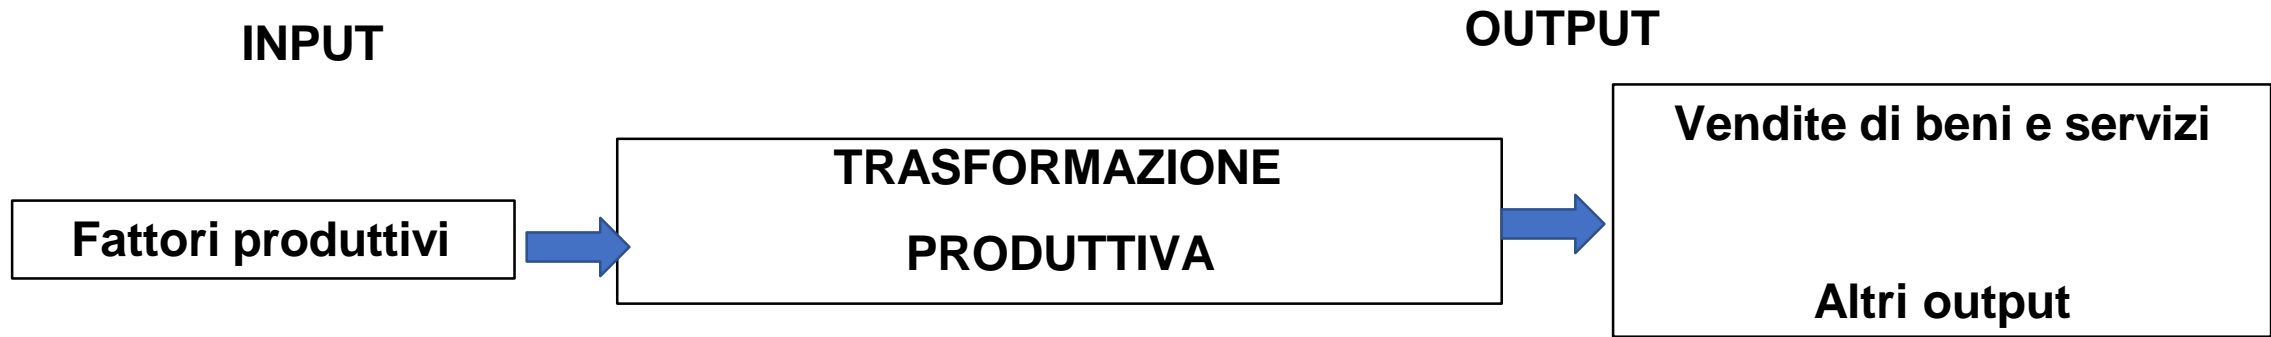 INPUT
OUTPUT
Fattori produttivi
TRASFORMAZIONE
PRODUTTIVA
Vendite di beni e servizi
Altri output